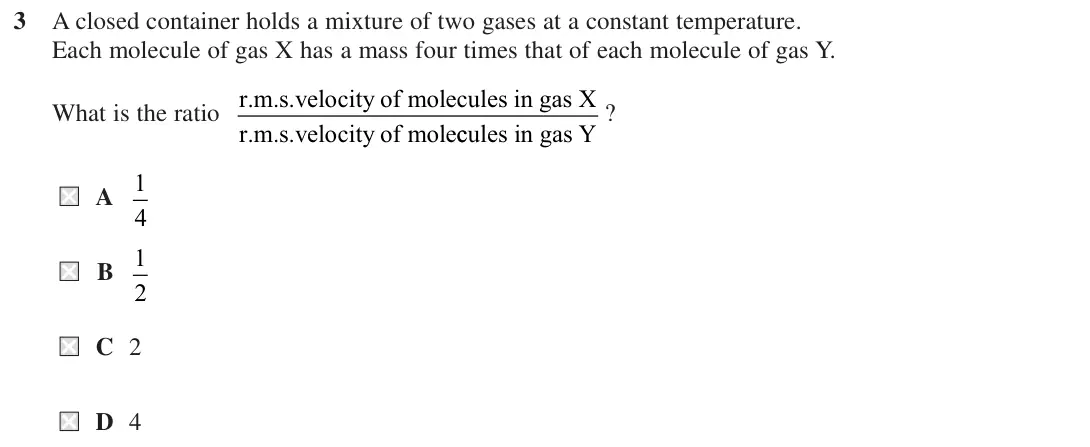 3 A closed container holds a mixture of two gases at a constant temperature.
Each molecule of gas X has a mass four times that of each molecule of gas Y.
What is the ratio r.m.s.velocity of molecules in gas X / r.m.s.velocity of molecules in gas Y ?
A 1/4
B 1/2
C 2
D 4